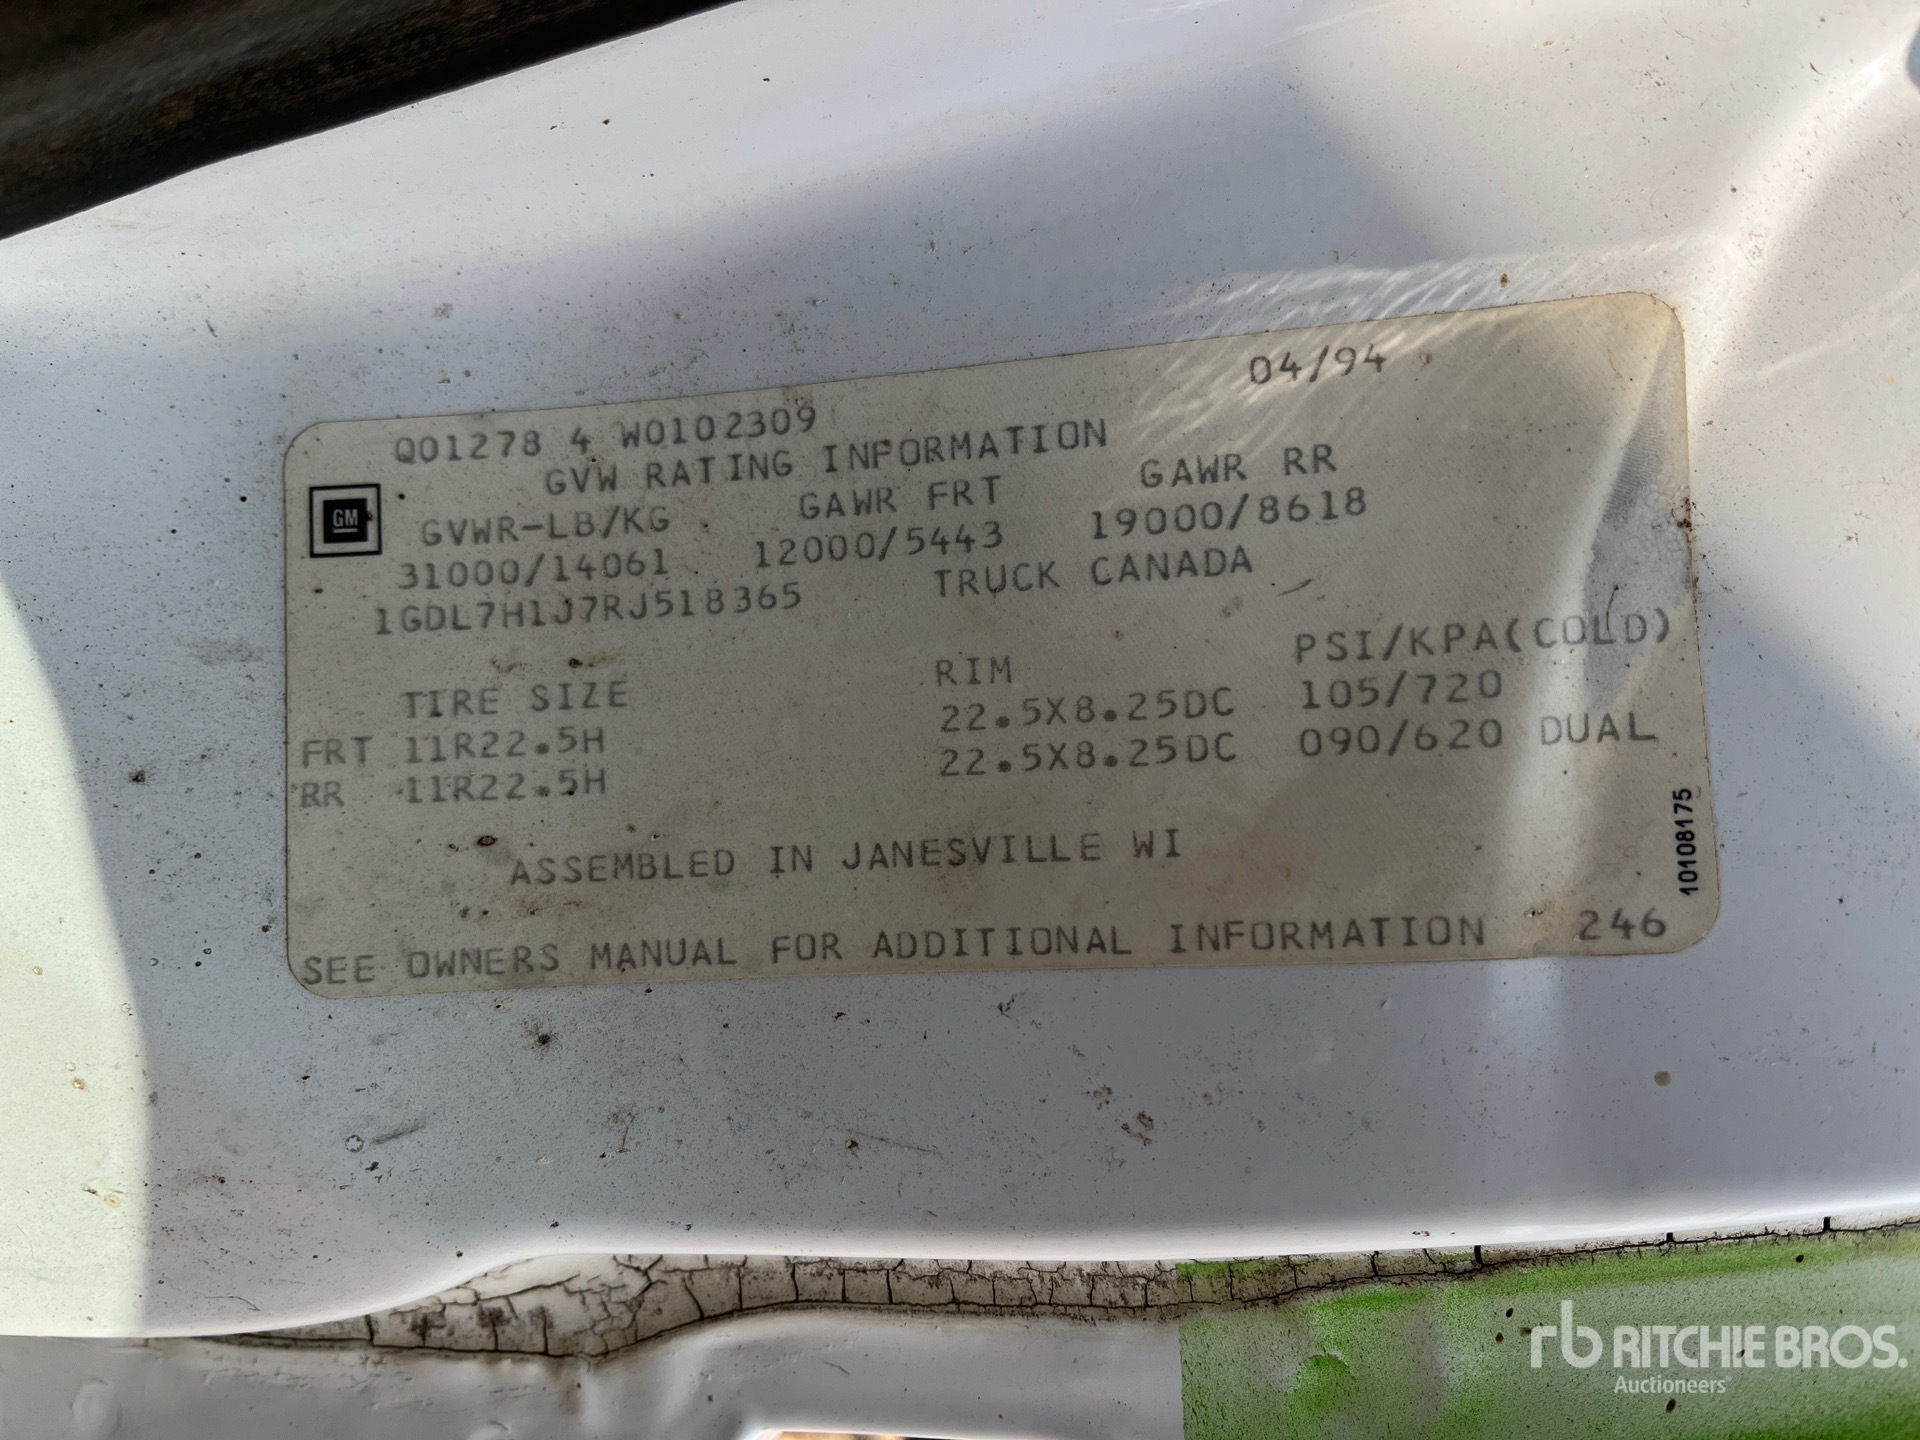 04/94
Q01278 4 W0102309
GVW RATING INFORMATION
GM
GVWR-LB/KG GAWR FRT GAWR RR
31000/14061 12000/5443 19000/8618
1GDL7H1J7RJ518365 TRUCK CANADA
TIRE SIZE RIM PSI/KPA(COLD)
FRT 11R22.5H 22.5X8.25DC 105/720
RR 11R22.5H 22.5X8.25DC 090/620 DUAL
ASSEMBLED IN JANESVILLE WI
10108175
SEE OWNERS MANUAL FOR ADDITIONAL INFORMATION 246
rb RITCHIE BROS.
Auctioneers